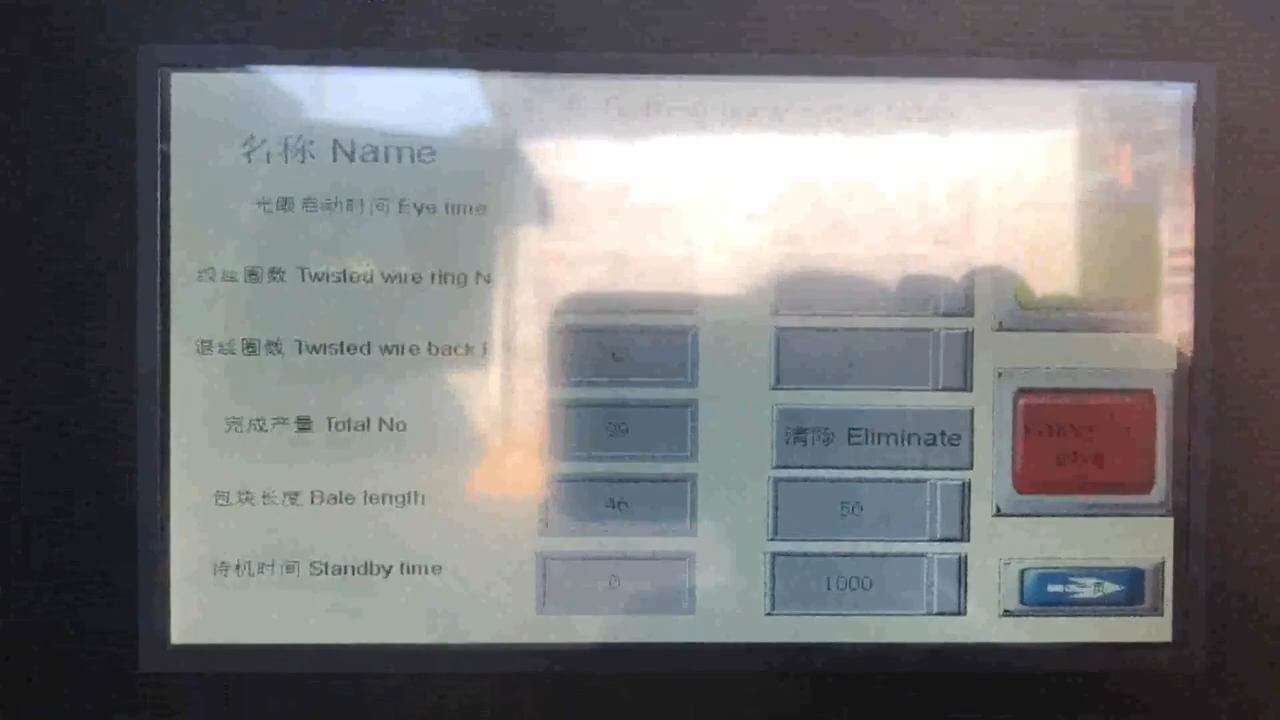 名称 Name
光眼启动时间 Eye time
绞丝圈数 Twisted wire ring N
退丝圈数 Twisted wire back
完成产量 Total No 99 清除 Eliminate
包块长度 Bale length 46 50
待机时间 Standby time 0 1000